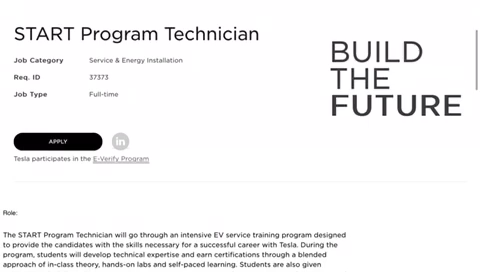 START Program Technician
Job Category Service & Energy Installation
Req. ID 37373
Job Type Full-time
BUILD
THE
FUTURE
APPLY
in
Tesla participates in the E-Verify Program
Role:
The START Program Technician will go through an intensive EV service training program designed
to provide the candidates with the skills necessary for a successful career with Tesla. During the
program, students will develop technical expertise and earn certifications through a blended
approach of in-class theory, hands-on labs and self-paced learning. Students are also given